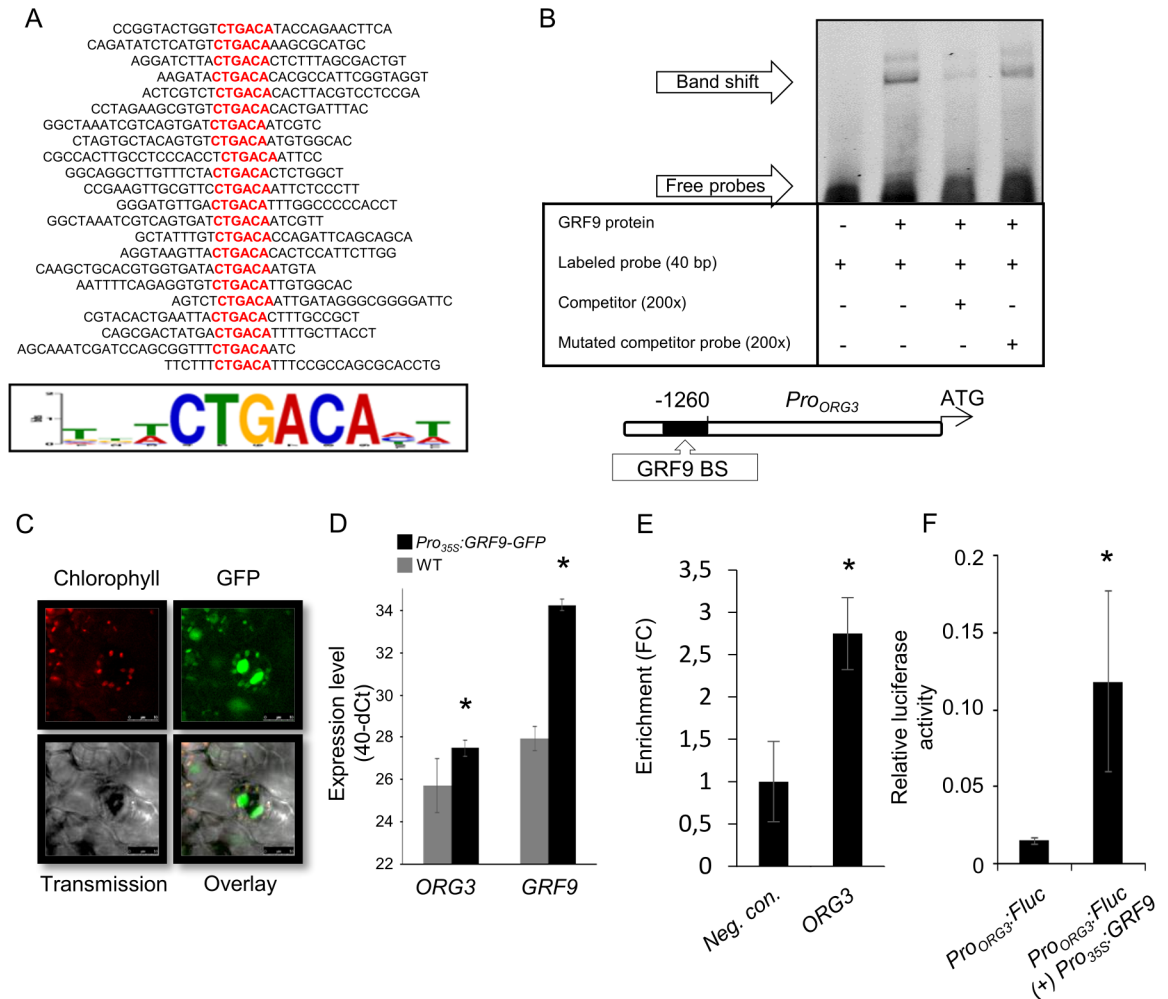 A
CCGGTACTGGTCTGACATACCAGAACTTCA
CAGATATCTCATGTCTGACAAAGCGCATGC
AGGATCTTACTGACACTCTTTAGCGACTGT
AAGATACTGACACACGCCATTCGGTAGGT
ACTCGTCTCTGACACACTTACGTCCTCCGA
CCTAGAAGCGTGTCTGACACACTGATTTAC
GGCTAAATCGTCAGTGATCTGACAATCGTC
CTAGTGCTACAGTGTCTGACAATGTGGCAC
CGCCACTTGCCTCCCACCTCTGACAATTCC
GGCAGGCTTGTTTCTACTGACACTCTGGCT
CCGAAGTTGCGTTCCTGACAATTCTCCCTT
GGGATGTTGACTGACATTTGGCCCCCACCT
GGCTAAATCGTCAGTGATCTGACAATCGTT
GCTATTTGTCTGACACCAGATTCAGCAGCA
AGGTAAGTTACTGACACACTCCATTCTTGG
CAAGCTGCACGTGGTGATACTGACAATGTA
AATTTTCAGAGGTGTCTGACATTGTGGCAC
AGTCTCTGACAATTGATAGGGCGGGGATTC
CGTACACTGAATTACTGACACTTTGCCGCT
CAGCGACTATGACTGACATTTTGCTTACCT
AGCAAATCGATCCAGCGGTTTCTGACAATC
TTCTTTCTGACATTTCCGCCAGCGCACCTG
CTGACA
B
Band shift
Free probes
GRF9 protein - + + +
Labeled probe (40 bp) + + + +
Competitor (200x) - - + -
Mutated competitor probe (200x) - - - +
-1260 ProORG3 ATG
GRF9 BS
C
Chlorophyll GFP
Transmission Overlay
D
Pro35S:GRF9-GFP
WT
Expression level
(40-dCt)
34
32
30
28
26
24
22
*
*
ORG3 GRF9
E
Enrichment (FC)
3,5
3
2,5
2
1,5
1
0,5
0
*
Neg. con. ORG3
F
Relative luciferase
activity
0.2
0.15
0.10
0.05
0
*
ProORG3:Fluc
ProORG3:Fluc
(+) Pro35S:GRF9